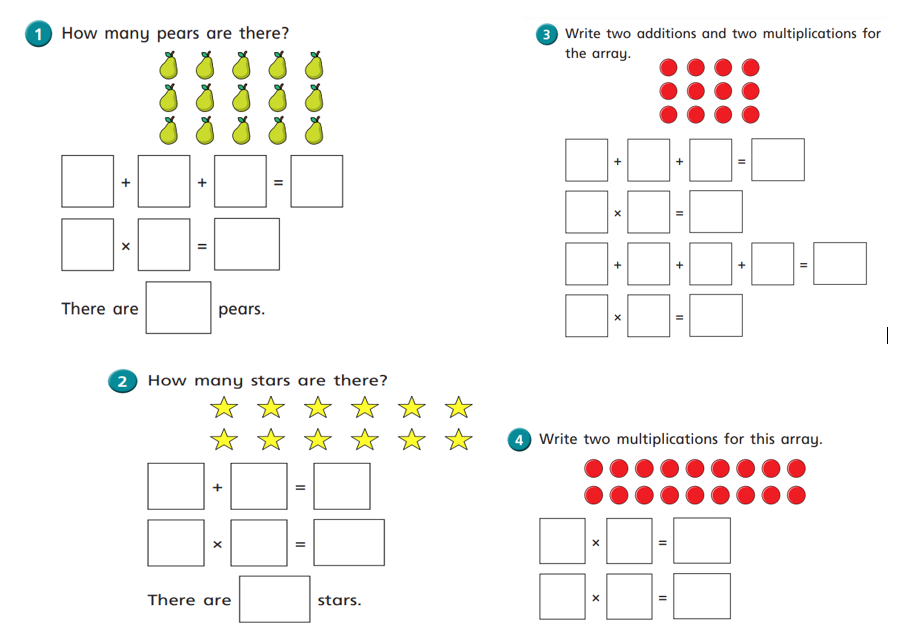 1 How many pears are there?
+ + =
× =
There are pears.
2 How many stars are there?
+ =
× =
There are stars.
3 Write two additions and two multiplications for
the array.
+ + =
× =
+ + + =
× =
4 Write two multiplications for this array.
× =
× =